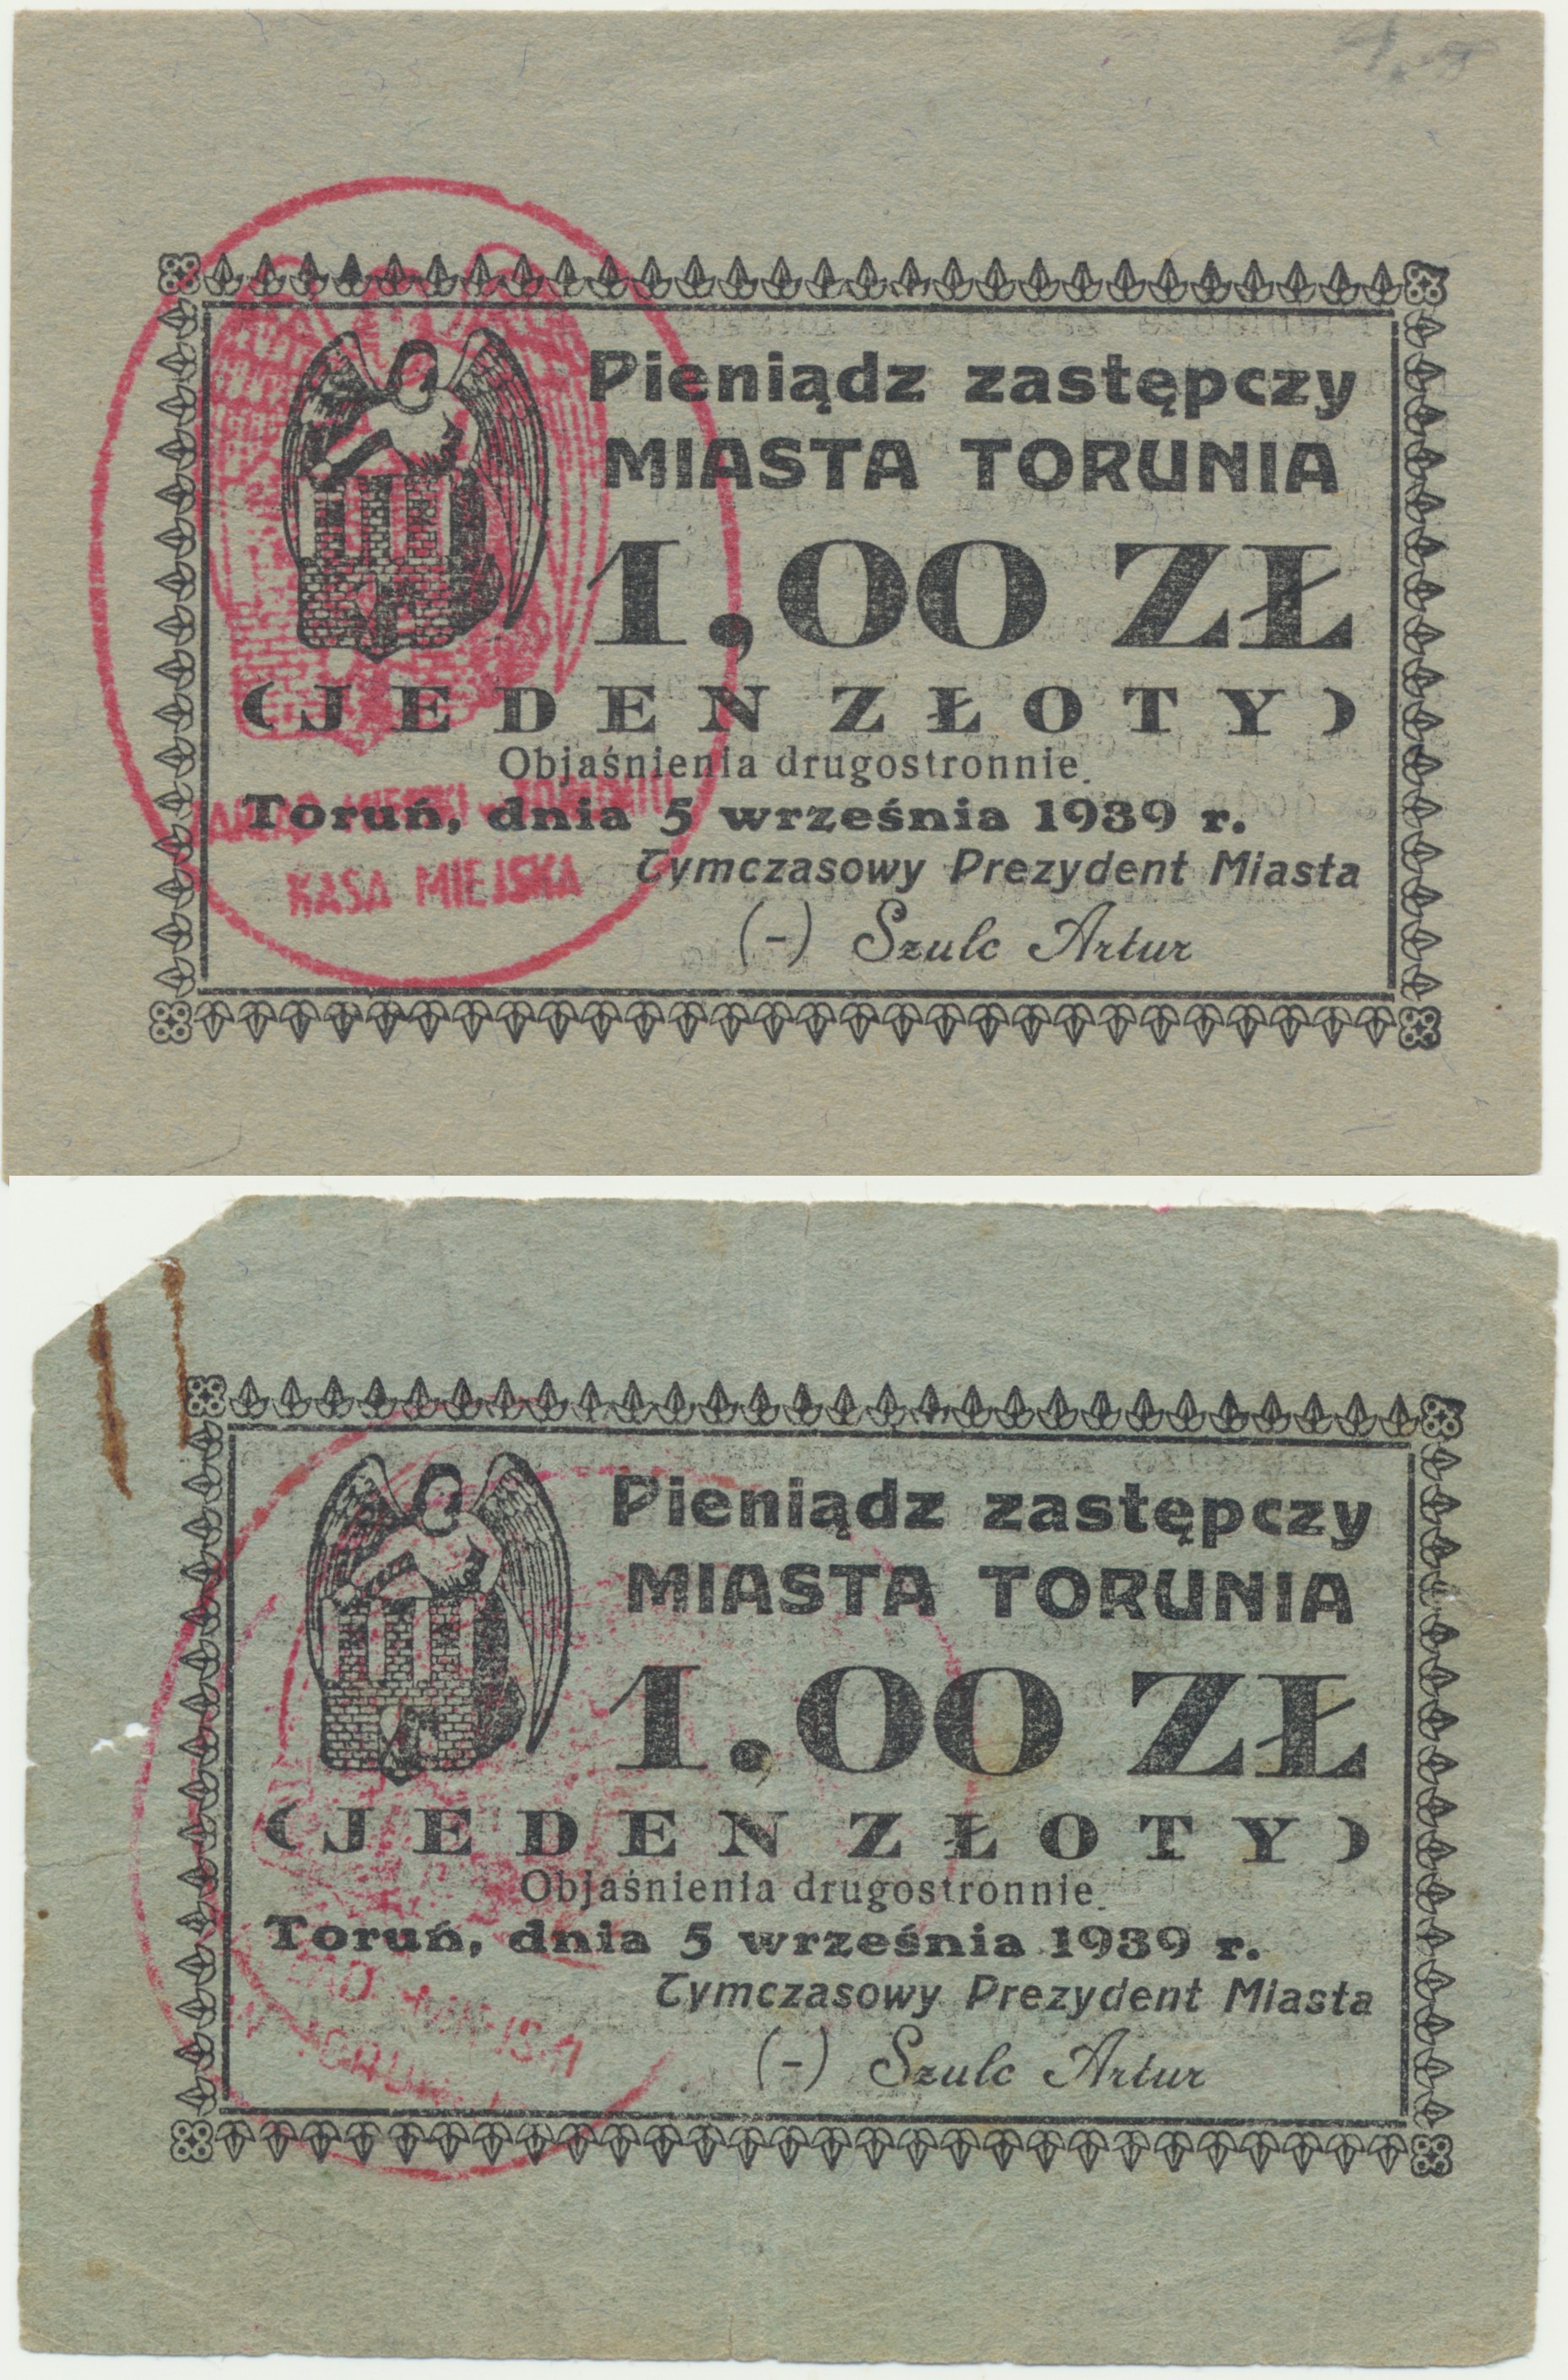 Pieniądz zastępczy
MIASTA TORUNIA
1,00 ZŁ
(JEDEN ZŁOTY)
Objaśnienia drugostronnie.
Toruń, dnia 5 września 1939 r.
Tymczasowy Prezydent Miasta
KASA MIEJSKA
(-) Szulc Artur
Pieniądz zastępczy
MIASTA TORUNIA
1.00 ZŁ
(JEDEN ZŁOTY)
Objaśnienia drugostronnie.
Toruń, dnia 5 września 1939 r.
Tymczasowy Prezydent Miasta
(-) Szulc Artur